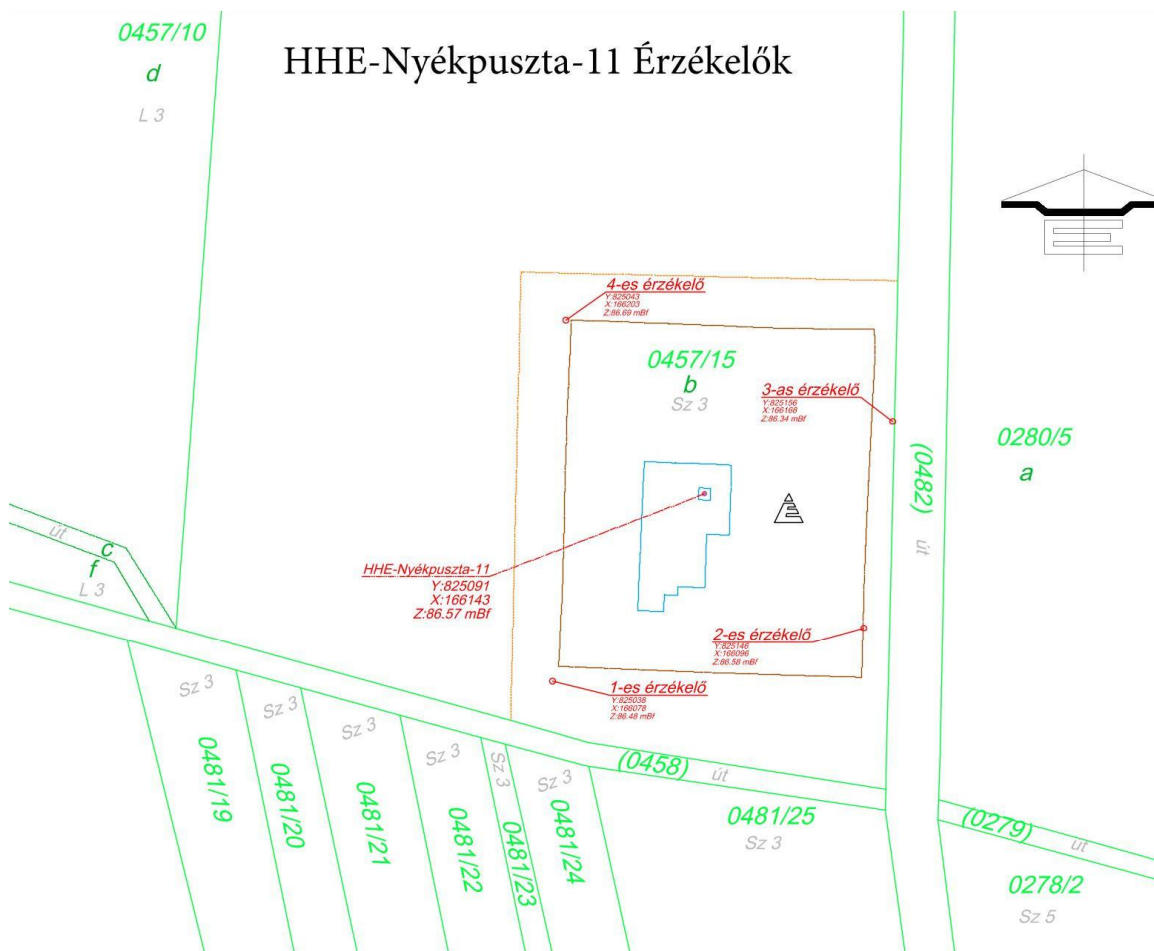 HHE-Nyékpuszta-11 Érzékelők
0457/10
d
L 3
4-es érzékelő
Y:825043
X:166203
Z:86.69 mBf
0457/15
b
Sz 3
3-as érzékelő
Y:825156
X:166168
Z:86.34 mBf
(0482)
út
0280/5
a
út
c
f
L 3
HHE-Nyékpuszta-11
Y:825091
X:166143
Z:86.57 mBf
2-es érzékelő
Y:825146
X:166096
Z:86.58 mBf
1-es érzékelő
Y:825038
X:166078
Z:86.48 mBf
Sz 3
0481/19
Sz 3
0481/20
Sz 3
0481/21
Sz 3
0481/22
Sz 3
0481/23
Sz 3
0481/24
(0458)
út
0481/25
Sz 3
(0279)
út
0278/2
Sz 5